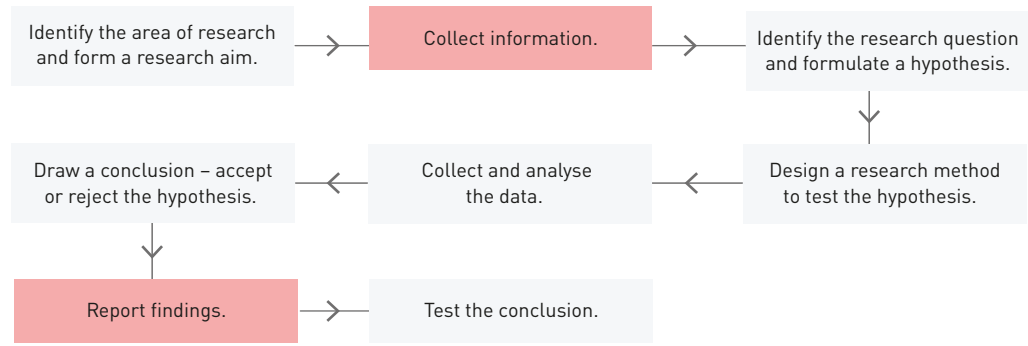 Identify the area of research
and form a research aim.
Collect information.
Identify the research question
and formulate a hypothesis.
Design a research method
to test the hypothesis.
Collect and analyse
the data.
Draw a conclusion – accept
or reject the hypothesis.
Report findings.
Test the conclusion.